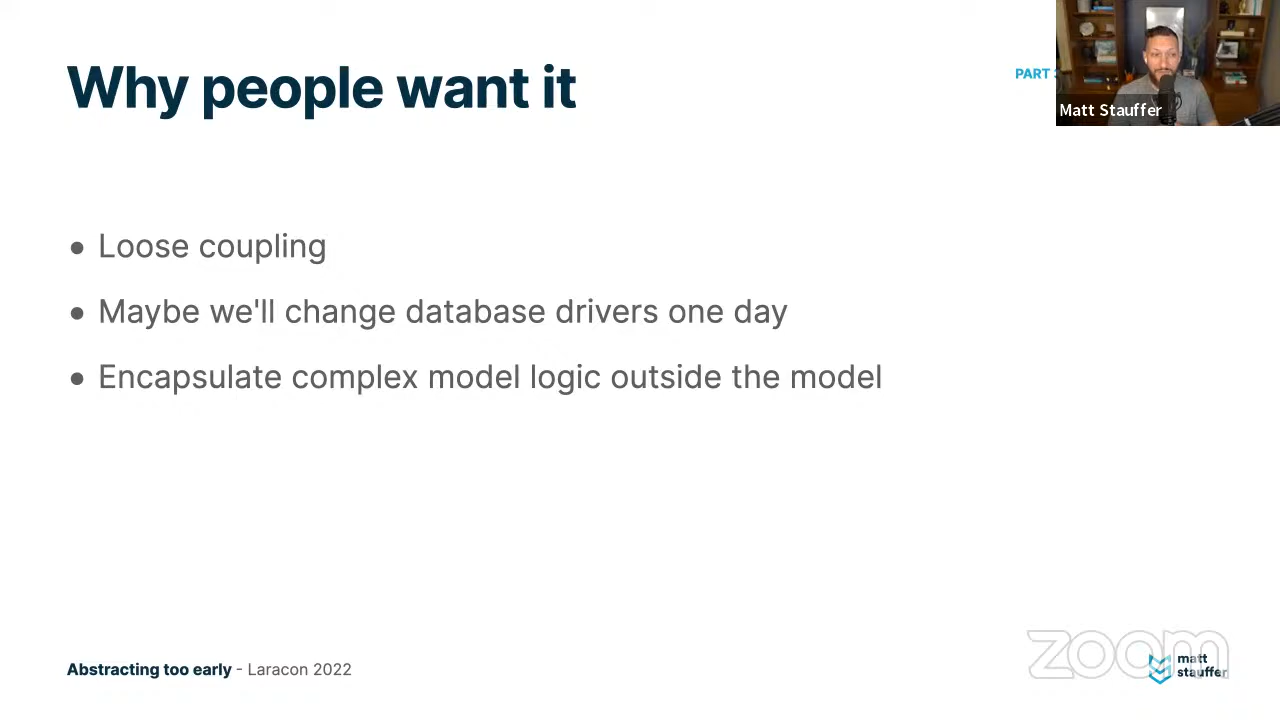 Why people want it
PART
Matt Stauffer
● Loose coupling
● Maybe we'll change database drivers one day
● Encapsulate complex model logic outside the model
Abstracting too early - Laracon 2022
zoom
matt
stauffer